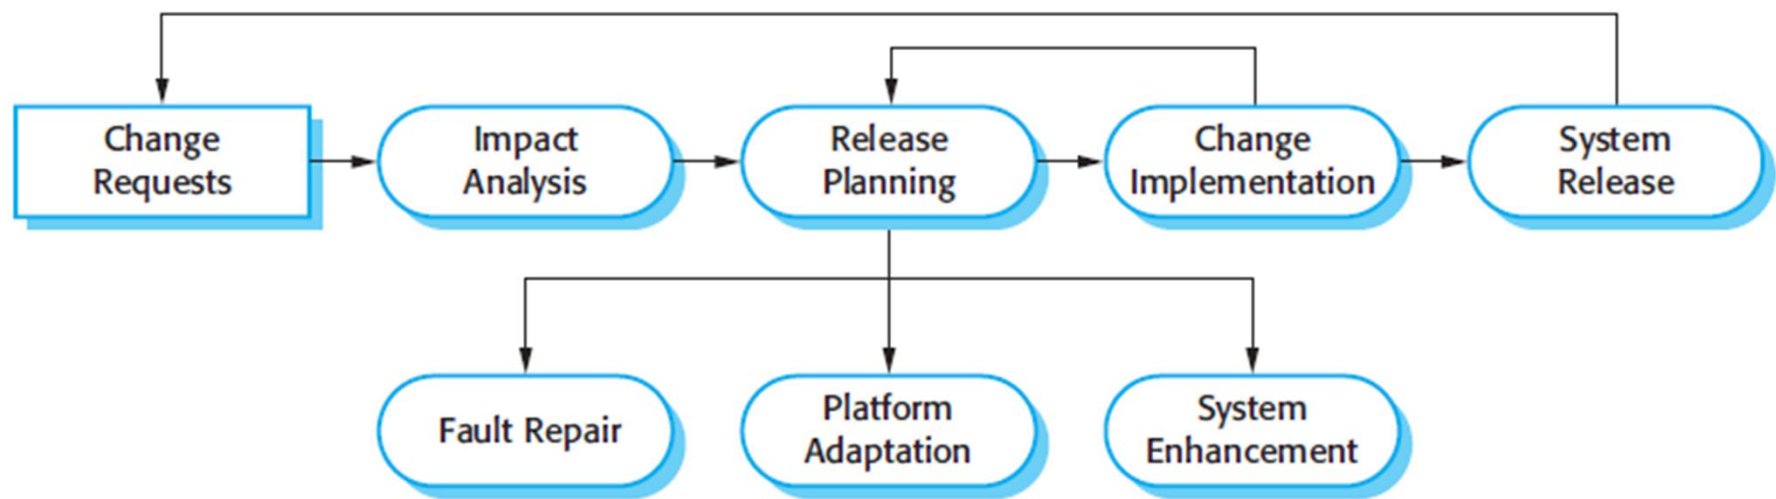 Change
Requests
Impact
Analysis
Release
Planning
Change
Implementation
System
Release
Fault Repair
Platform
Adaptation
System
Enhancement